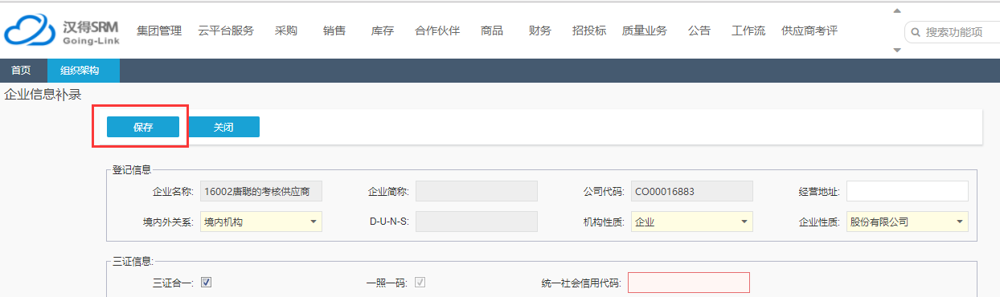 汉得SRM
Going-Link
集团管理 云平台服务 采购 销售 库存 合作伙伴 商品 财务 招投标 质量业务 公告 工作流 供应商考评
搜索功能项
首页 组织架构
企业信息补录
保存 关闭
登记信息
企业名称: 16002唐聪的考核供应商 企业简称: 公司代码: CO00016883 经营地址:
境内外关系: 境内机构 D-U-N-S: 机构性质: 企业 企业性质: 股份有限公司
三证信息:
三证合一: 一照一码: 统一社会信用代码: